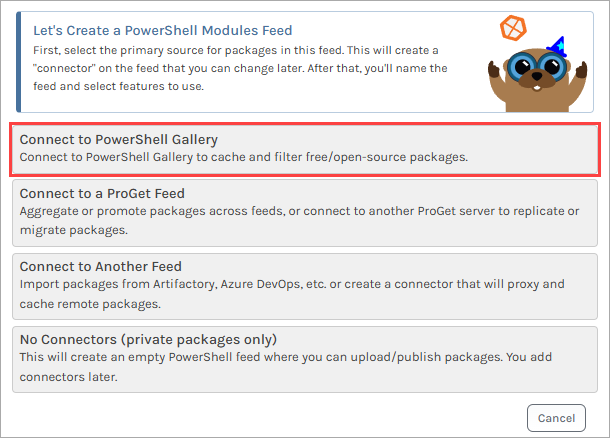 Let's Create a PowerShell Modules Feed
First, select the primary source for packages in this feed. This will create a
"connector" on the feed that you can change later. After that, you'll name the
feed and select features to use.
Connect to PowerShell Gallery
Connect to PowerShell Gallery to cache and filter free/open-source packages.
Connect to a ProGet Feed
Aggregate or promote packages across feeds, or connect to another ProGet server to replicate or
migrate packages.
Connect to Another Feed
Import packages from Artifactory, Azure DevOps, etc. or create a connector that will proxy and
cache remote packages.
No Connectors (private packages only)
This will create an empty PowerShell feed where you can upload/publish packages. You add
connectors later.
Cancel